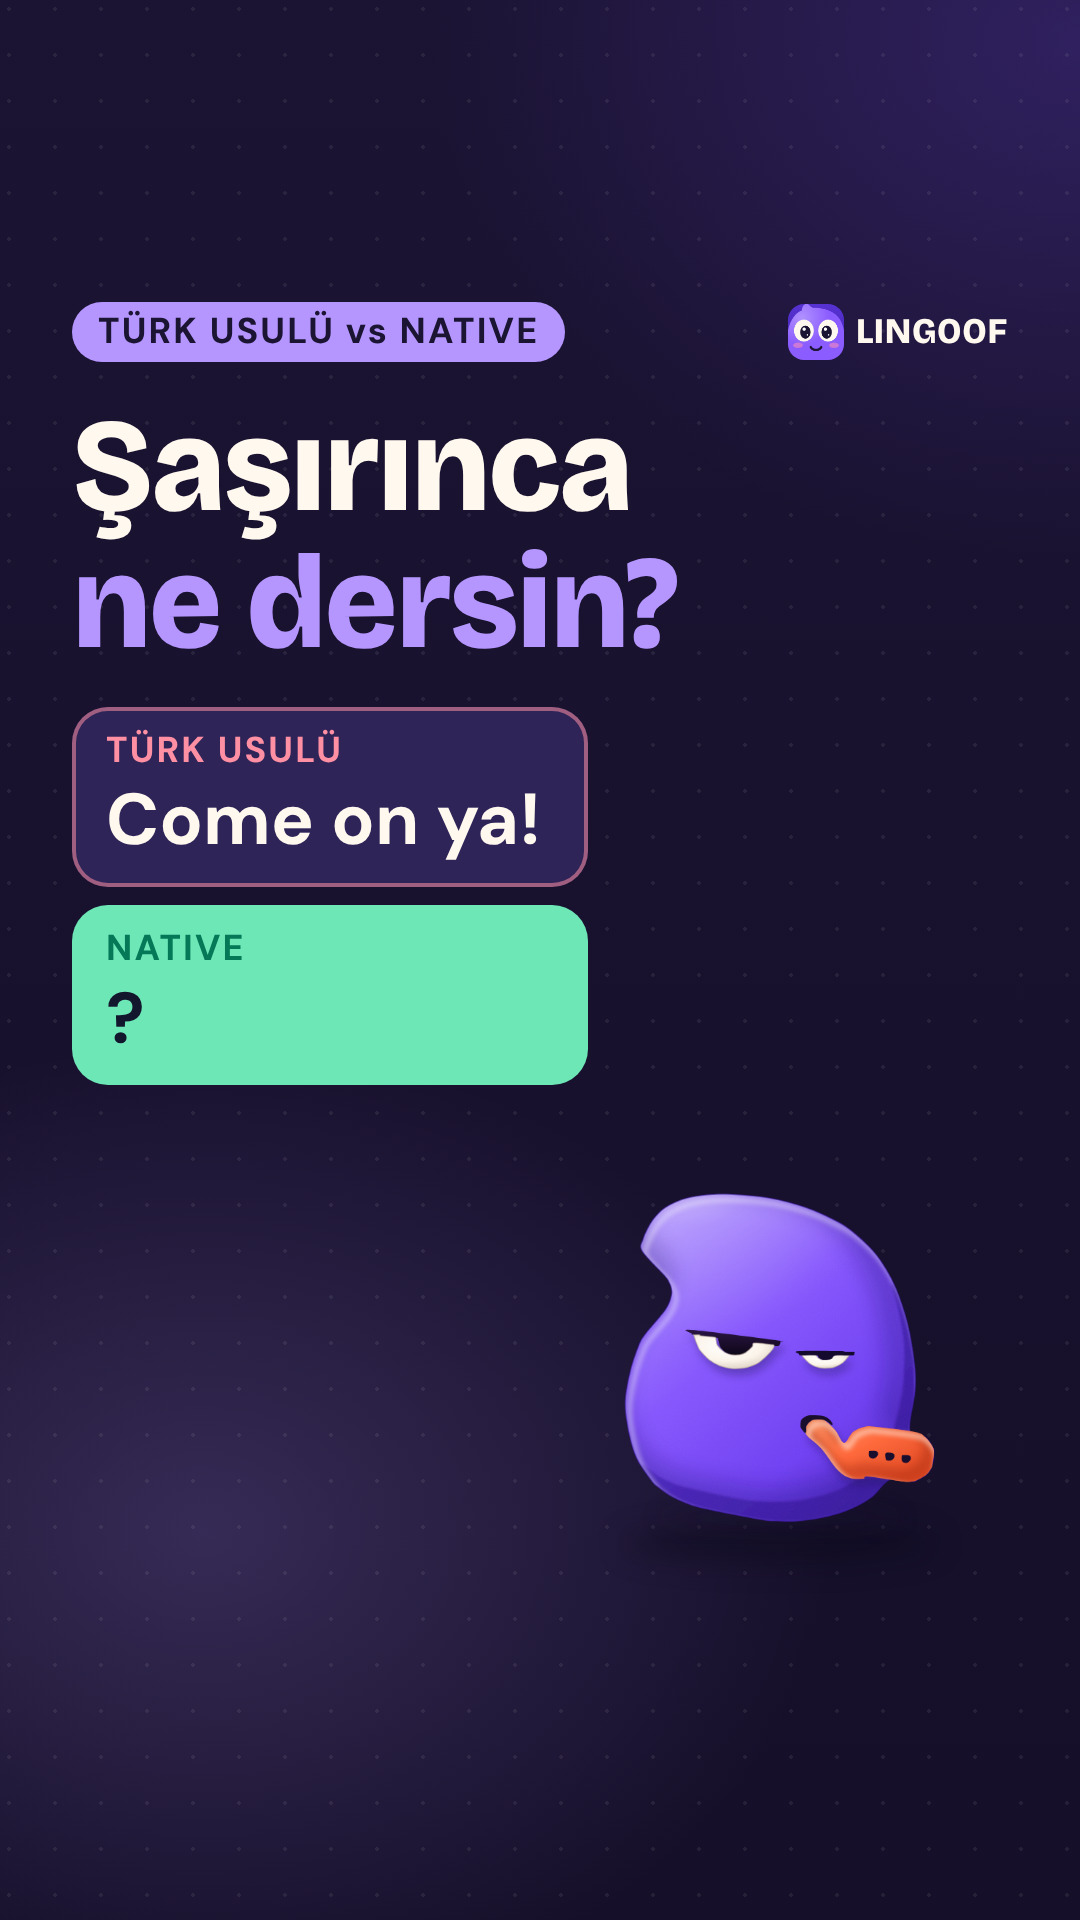 TÜRK USULÜ vs NATIVE
LINGOOF
Şaşırınca
ne dersin?
TÜRK USULÜ
Come on ya!
NATIVE
?